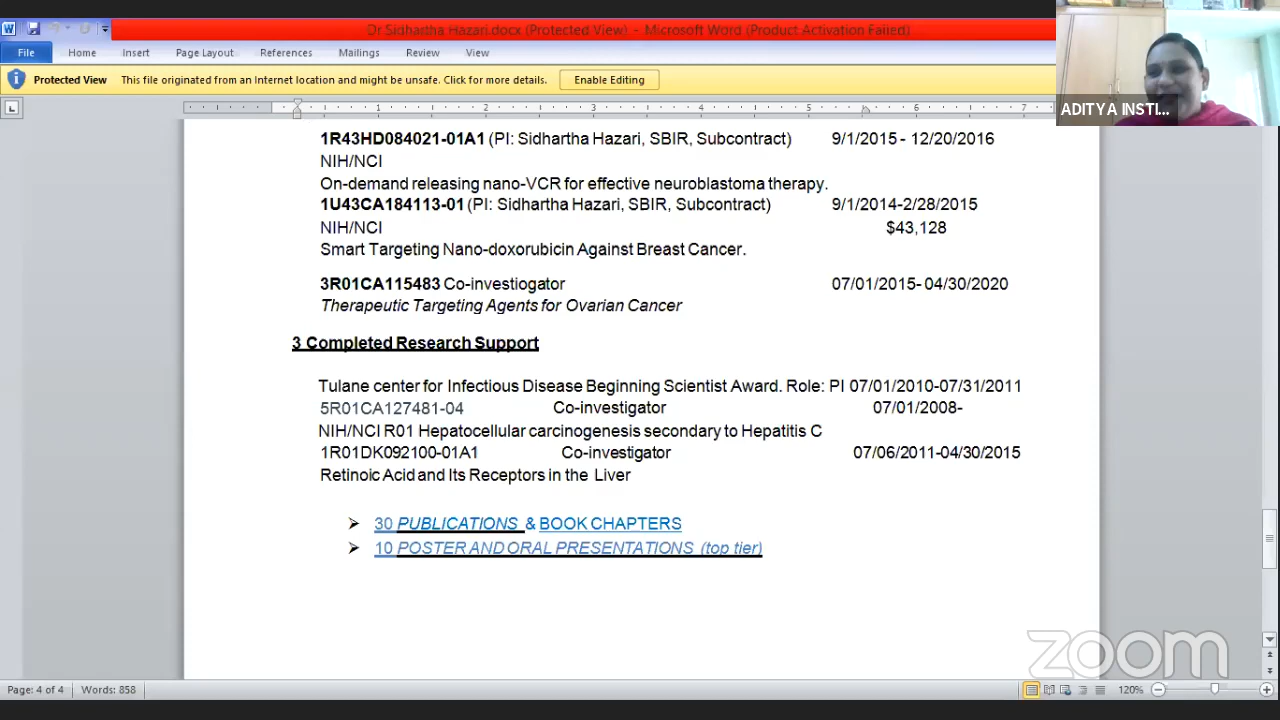 Dr Sidhartha Hazari.docx (Protected View) - Microsoft Word (Product Activation Failed)
File Home Insert Page Layout References Mailings Review View
Protected View This file originated from an Internet location and might be unsafe. Click for more details. Enable Editing
ADITYA INSTI...
1 2 3 4 5 6 7
1R43HD084021-01A1 (PI: Sidhartha Hazari, SBIR, Subcontract) 9/1/2015 - 12/20/2016
NIH/NCI
On-demand releasing nano-VCR for effective neuroblastoma therapy.
1U43CA184113-01 (PI: Sidhartha Hazari, SBIR, Subcontract) 9/1/2014-2/28/2015
NIH/NCI $43,128
Smart Targeting Nano-doxorubicin Against Breast Cancer.
3R01CA115483 Co-investiogator 07/01/2015- 04/30/2020
Therapeutic Targeting Agents for Ovarian Cancer
3 Completed Research Support
Tulane center for Infectious Disease Beginning Scientist Award. Role: PI 07/01/2010-07/31/2011
5R01CA127481-04 Co-investigator 07/01/2008-
NIH/NCI R01 Hepatocellular carcinogenesis secondary to Hepatitis C
1R01DK092100-01A1 Co-investigator 07/06/2011-04/30/2015
Retinoic Acid and Its Receptors in the Liver
➢ 30 PUBLICATIONS & BOOK CHAPTERS
➢ 10 POSTER AND ORAL PRESENTATIONS (top tier)
zoom
Page: 4 of 4 Words: 858 120%